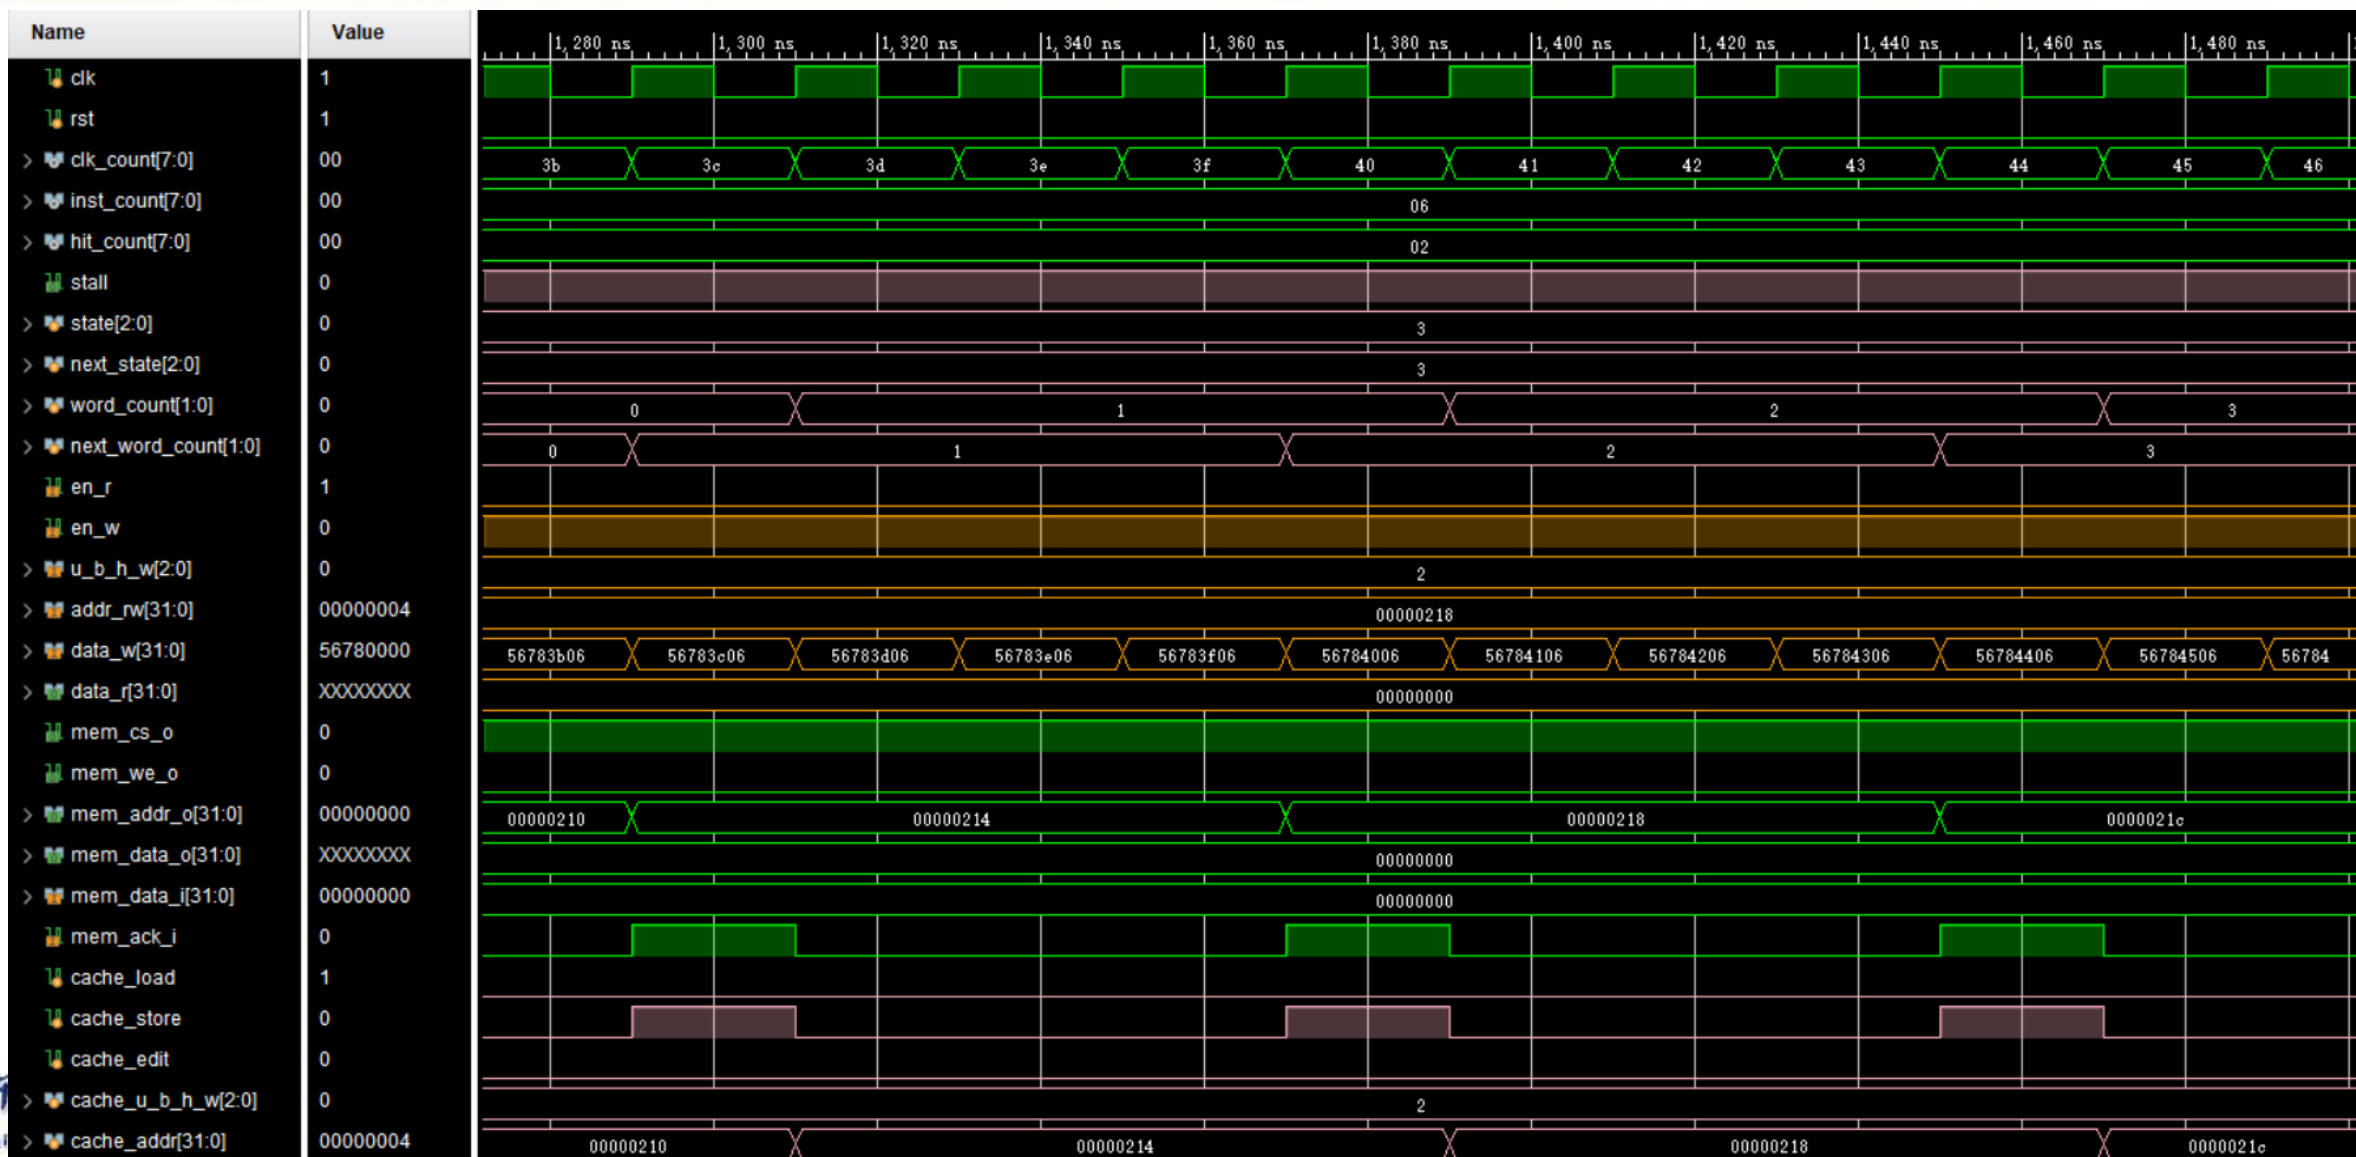 Name Value 1,280 ns 1,300 ns 1,320 ns 1,340 ns 1,360 ns 1,380 ns 1,400 ns 1,420 ns 1,440 ns 1,460 ns 1,480 ns
clk 1
rst 1
clk_count[7:0] 00 3b 3c 3d 3e 3f 40 41 42 43 44 45 46
inst_count[7:0] 00 06
hit_count[7:0] 00 02
stall 0
state[2:0] 0 3
next_state[2:0] 0 3
word_count[1:0] 0 0 1 2 3
next_word_count[1:0] 0 0 1 2 3
en_r 1
en_w 0
u_b_h_w[2:0] 0 2
addr_rw[31:0] 00000004 00000218
data_w[31:0] 56780000 56783b06 56783c06 56783d06 56783e06 56783f06 56784006 56784106 56784206 56784306 56784406 56784506 56784
data_r[31:0] XXXXXXXX 00000000
mem_cs_o 0
mem_we_o 0
mem_addr_o[31:0] 00000000 00000210 00000214 00000218 0000021c
mem_data_o[31:0] XXXXXXXX 00000000
mem_data_i[31:0] 00000000 00000000
mem_ack_i 0
cache_load 1
cache_store 0
cache_edit 0
cache_u_b_h_w[2:0] 0 2
cache_addr[31:0] 00000004 00000210 00000214 00000218 0000021c